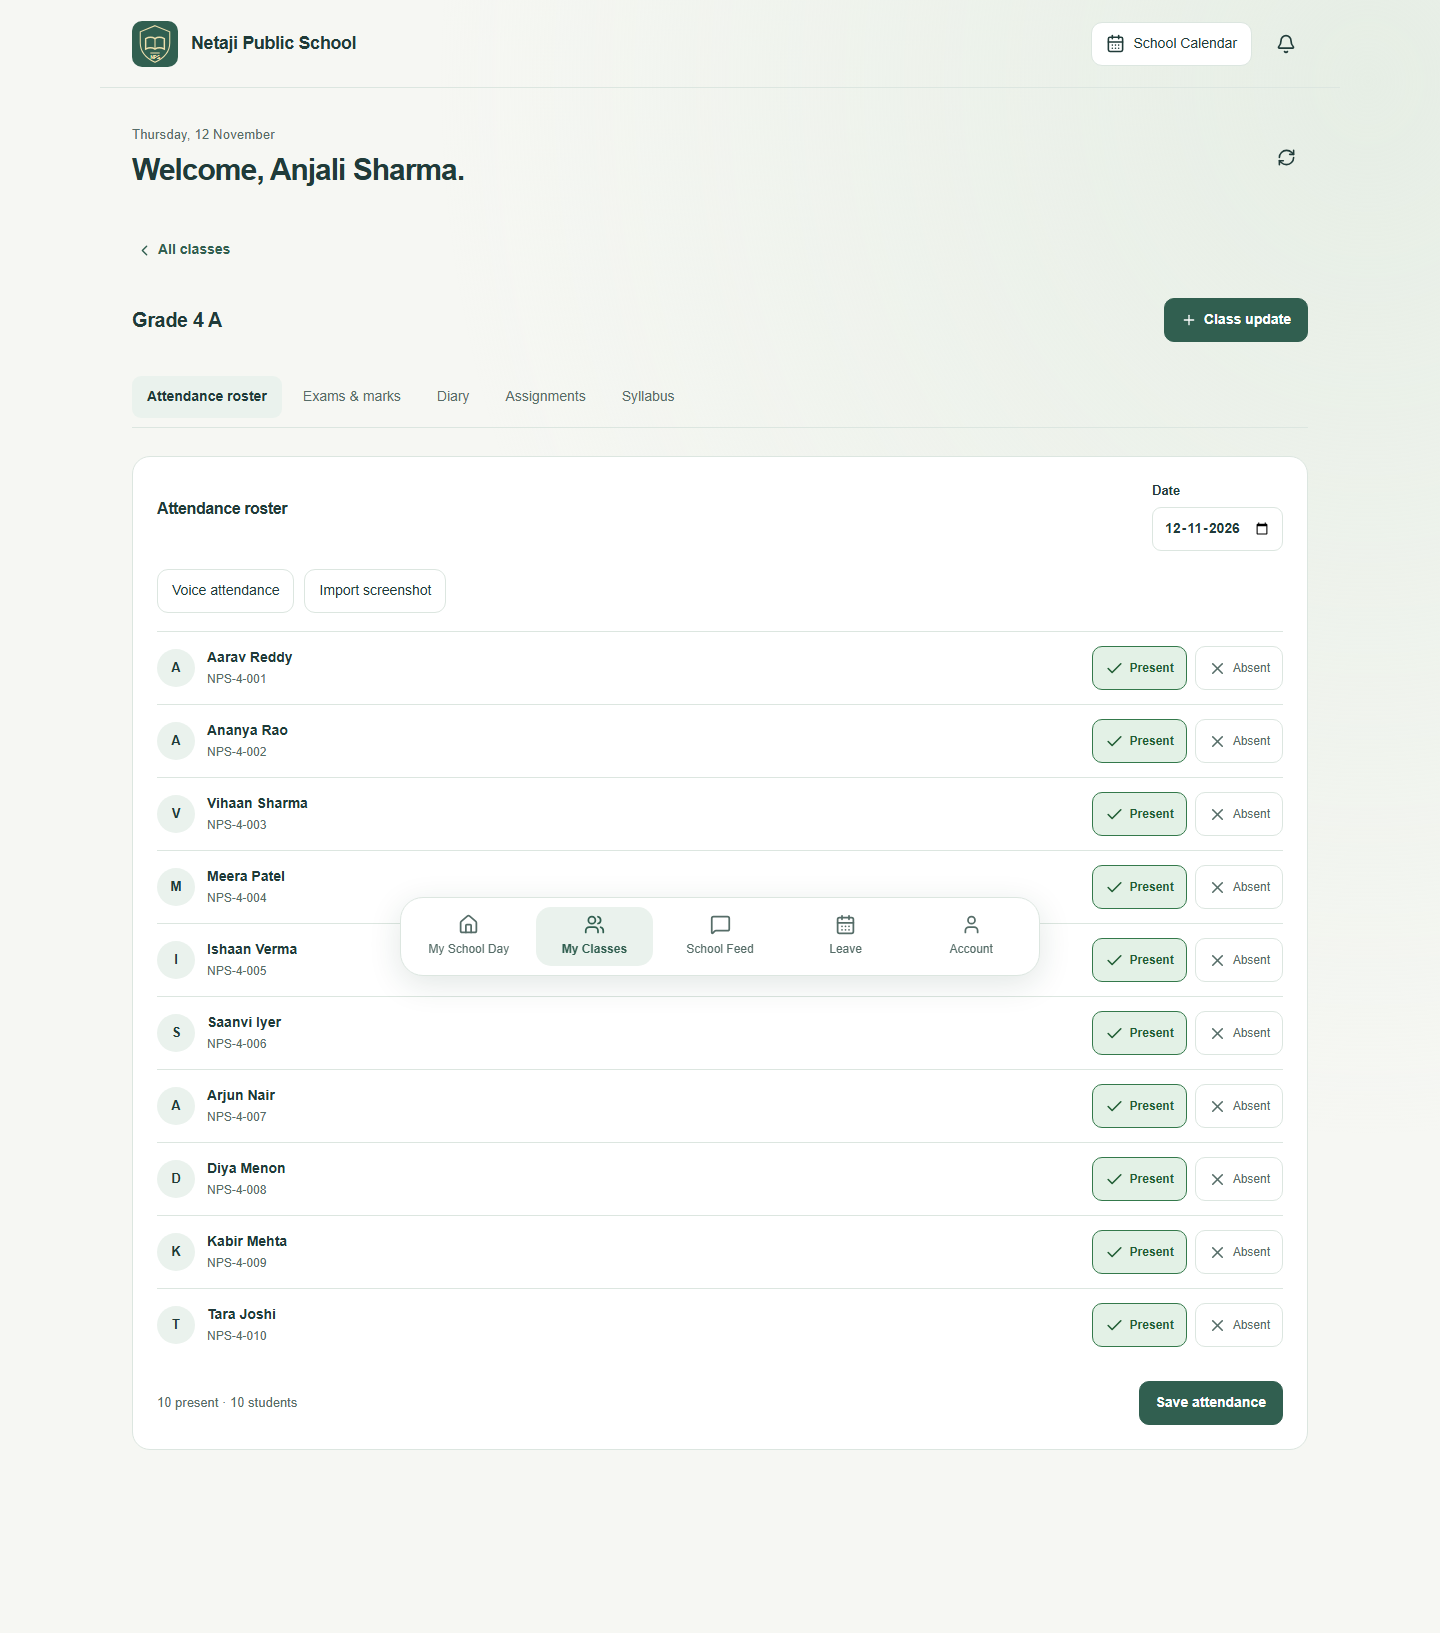 NPS
Netaji Public School
School Calendar
Thursday, 12 November
Welcome, Anjali Sharma.
All classes
Grade 4 A
Class update
Attendance roster
Exams & marks
Diary
Assignments
Syllabus
Attendance roster
Date
12-11-2026
Voice attendance
Import screenshot
A
Aarav Reddy
NPS-4-001
Present
Absent
A
Ananya Rao
NPS-4-002
Present
Absent
V
Vihaan Sharma
NPS-4-003
Present
Absent
M
Meera Patel
NPS-4-004
Present
Absent
My School Day
My Classes
School Feed
Leave
Account
I
Ishaan Verma
NPS-4-005
Present
Absent
S
Saanvi Iyer
NPS-4-006
Present
Absent
A
Arjun Nair
NPS-4-007
Present
Absent
D
Diya Menon
NPS-4-008
Present
Absent
K
Kabir Mehta
NPS-4-009
Present
Absent
T
Tara Joshi
NPS-4-010
Present
Absent
10 present · 10 students
Save attendance